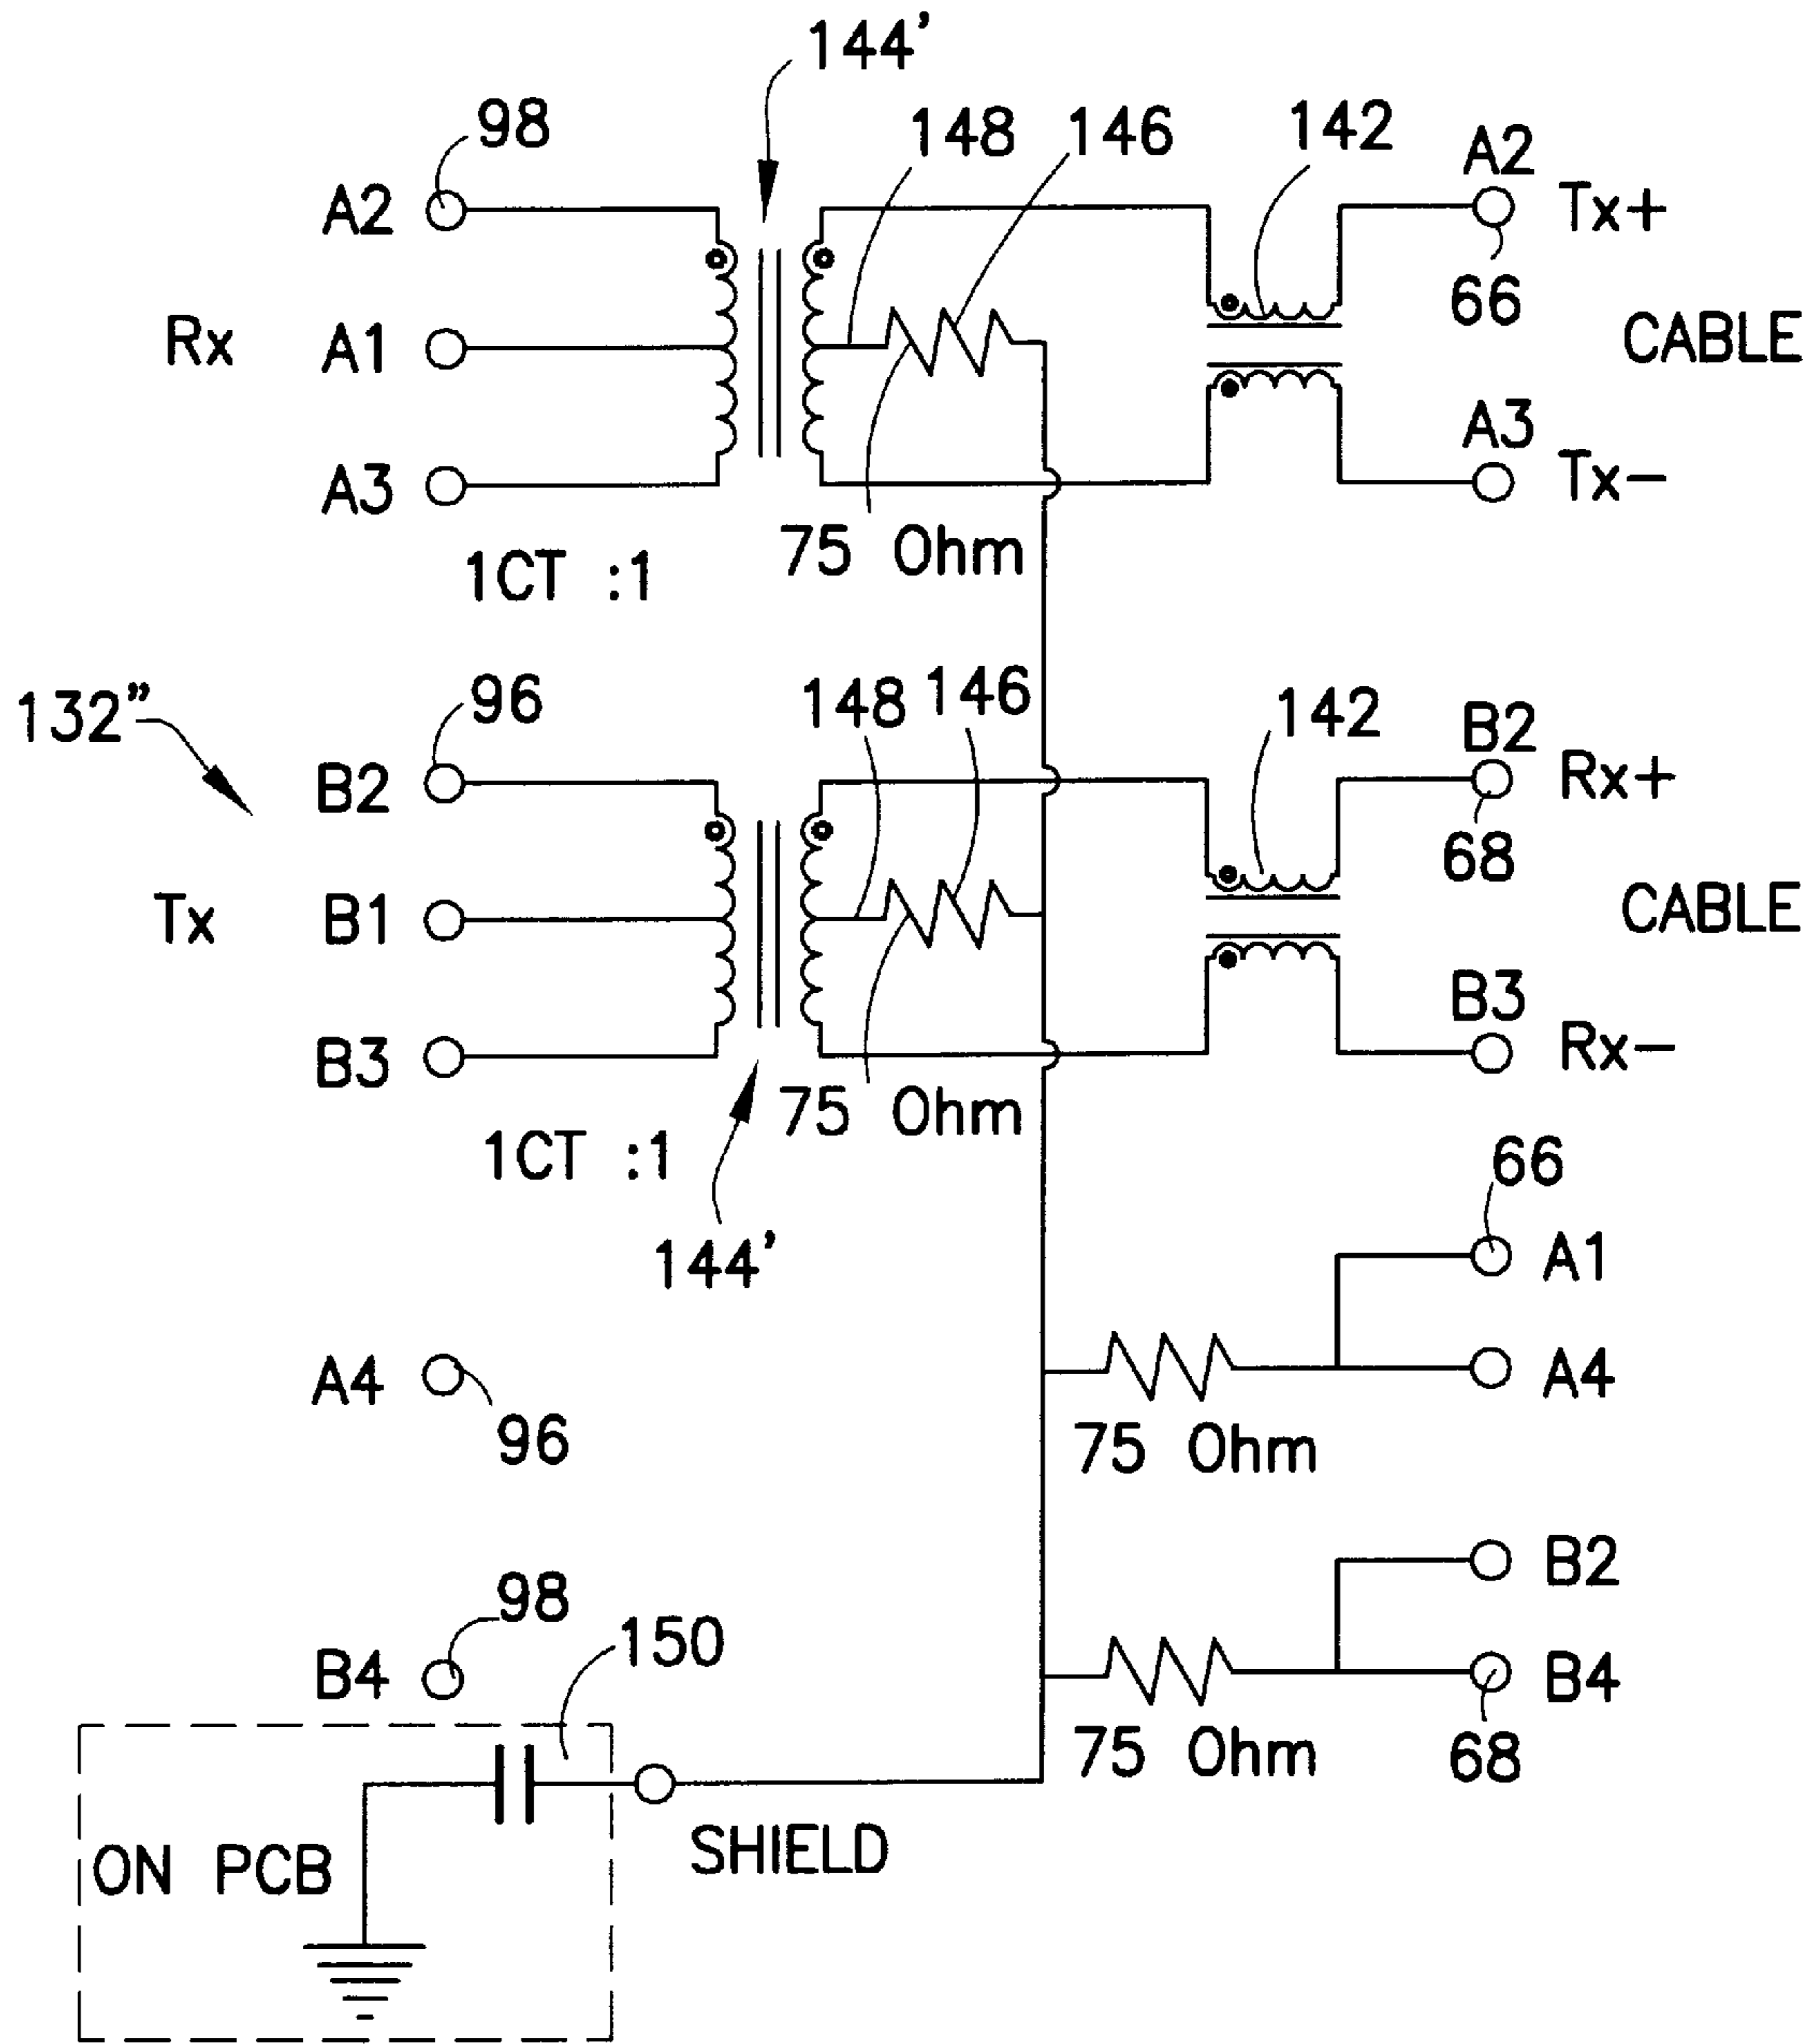 144'
98
148
146
142
A2
A2
Tx+
66
Rx
A1
CABLE
A3
A3
Tx-
75 Ohm
1CT :1
132"
96
148
146
142
B2
B2
Rx+
68
Tx
B1
CABLE
B3
B3
Rx-
75 Ohm
1CT :1
144'
66
A1
A4
A4
96
75 Ohm
B2
98
150
B4
B4
75 Ohm
68
ON PCB
SHIELD